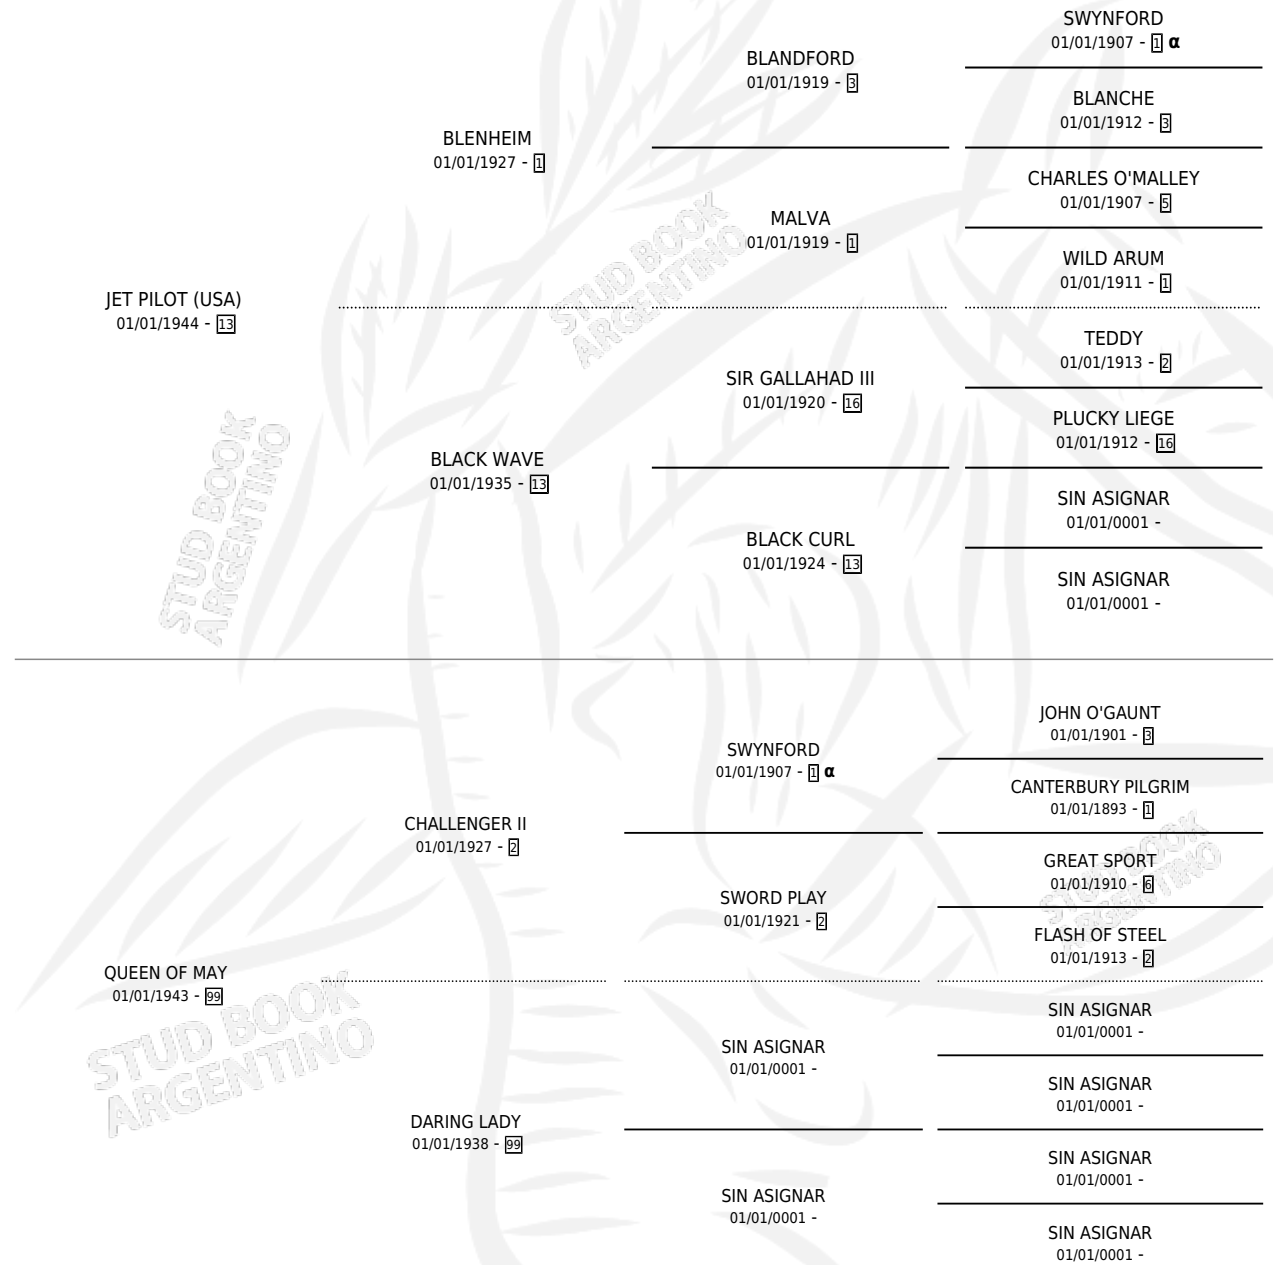 SWYNFORD
01/01/1907 - 1 α
BLANDFORD
01/01/1919 - 3
BLANCHE
01/01/1912 - 3
BLENHEIM
01/01/1927 - 1
CHARLES O'MALLEY
01/01/1907 - 5
MALVA
01/01/1919 - 1
WILD ARUM
01/01/1911 - 1
JET PILOT (USA)
01/01/1944 - 13
TEDDY
01/01/1913 - 2
SIR GALLAHAD III
01/01/1920 - 16
PLUCKY LIEGE
01/01/1912 - 16
BLACK WAVE
01/01/1935 - 13
SIN ASIGNAR
01/01/0001 -
BLACK CURL
01/01/1924 - 13
SIN ASIGNAR
01/01/0001 -
JOHN O'GAUNT
01/01/1901 - 3
SWYNFORD
01/01/1907 - 1 α
CANTERBURY PILGRIM
01/01/1893 - 1
CHALLENGER II
01/01/1927 - 2
GREAT SPORT
01/01/1910 - 6
SWORD PLAY
01/01/1921 - 2
FLASH OF STEEL
01/01/1913 - 2
QUEEN OF MAY
01/01/1943 - 99
SIN ASIGNAR
01/01/0001 -
SIN ASIGNAR
01/01/0001 -
SIN ASIGNAR
01/01/0001 -
DARING LADY
01/01/1938 - 99
SIN ASIGNAR
01/01/0001 -
SIN ASIGNAR
01/01/0001 -
SIN ASIGNAR
01/01/0001 -
STUD BOOK
ARGENTINO
STUD BOOK
ARGENTINO
STUD BOOK
ARGENTINO
STUD BOOK
ARGENTINO